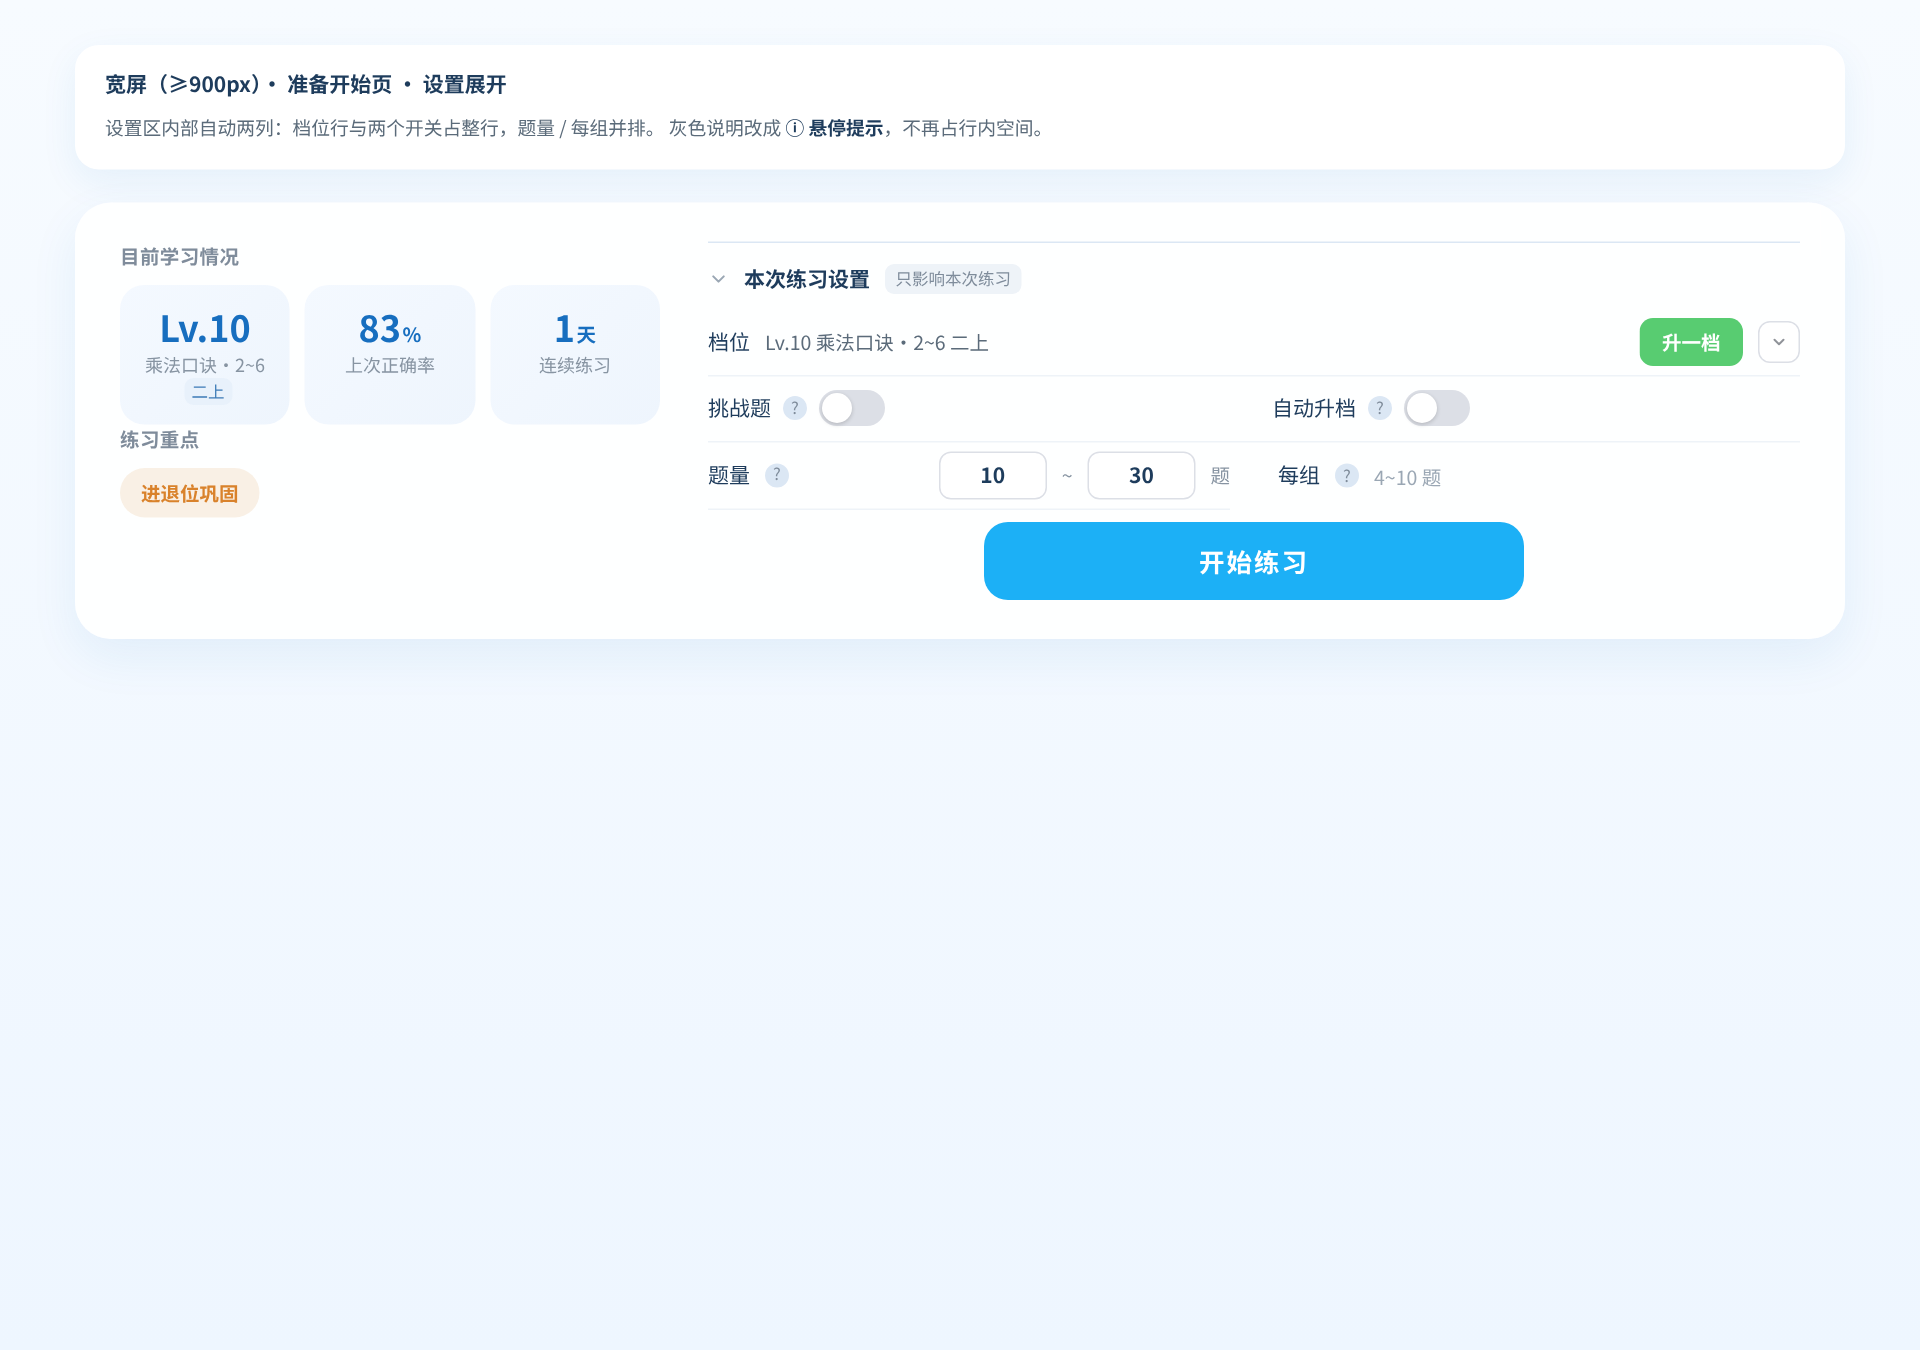 宽屏（≥900px）· 准备开始页 · 设置展开
设置区内部自动两列：档位行与两个开关占整行，题量 / 每组并排。 灰色说明改成 ⓘ 悬停提示，不再占行内空间。
目前学习情况
Lv.10
乘法口诀·2~6
二上
83%
上次正确率
1天
连续练习
练习重点
进退位巩固
本次练习设置 只影响本次练习
档位 Lv.10 乘法口诀·2~6 二上 升一档
挑战题 ? 自动升档 ?
题量 ? 10 ~ 30 题 每组 ? 4~10 题
开始练习